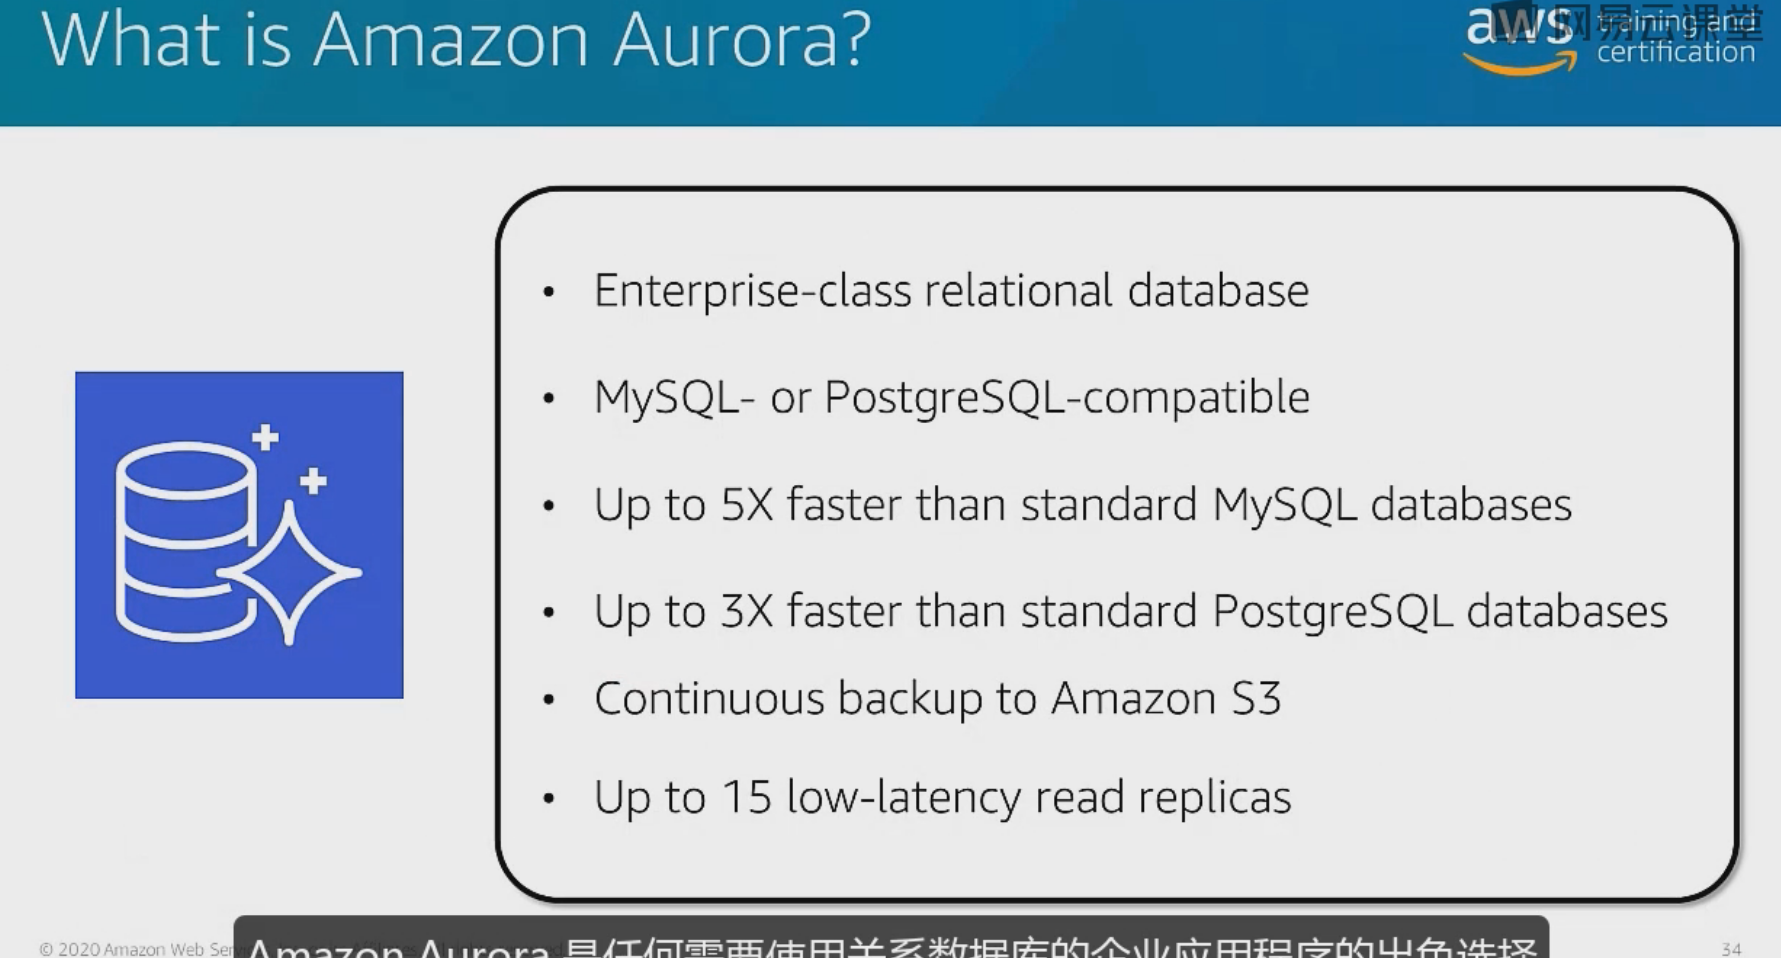 What is Amazon Aurora?
aws training and
certification
网易云课堂
• Enterprise-class relational database
• MySQL- or PostgreSQL-compatible
• Up to 5X faster than standard MySQL databases
• Up to 3X faster than standard PostgreSQL databases
• Continuous backup to Amazon S3
• Up to 15 low-latency read replicas
© 2020 Amazon Web Ser
Amazon Aurora 是任何需要使用关系数据库的企业应用程序的出色选择
34